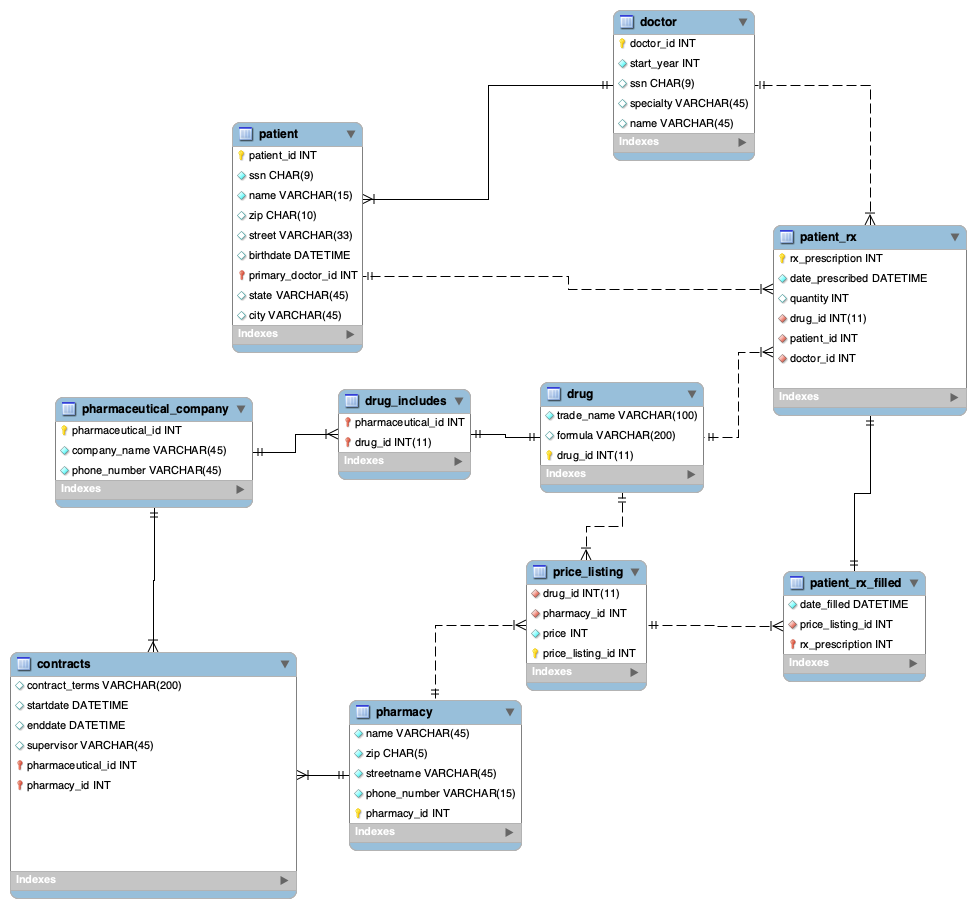 doctor
doctor_id INT
start_year INT
ssn CHAR(9)
specialty VARCHAR(45)
name VARCHAR(45)
Indexes
patient
patient_id INT
ssn CHAR(9)
name VARCHAR(15)
zip CHAR(10)
street VARCHAR(33)
birthdate DATETIME
primary_doctor_id INT
state VARCHAR(45)
city VARCHAR(45)
Indexes
patient_rx
rx_prescription INT
date_prescribed DATETIME
quantity INT
drug_id INT(11)
patient_id INT
doctor_id INT
Indexes
pharmaceutical_company
pharmaceutical_id INT
company_name VARCHAR(45)
phone_number VARCHAR(45)
Indexes
drug_includes
pharmaceutical_id INT
drug_id INT(11)
Indexes
drug
trade_name VARCHAR(100)
formula VARCHAR(200)
drug_id INT(11)
Indexes
price_listing
drug_id INT(11)
pharmacy_id INT
price INT
price_listing_id INT
Indexes
patient_rx_filled
date_filled DATETIME
price_listing_id INT
rx_prescription INT
Indexes
contracts
contract_terms VARCHAR(200)
startdate DATETIME
enddate DATETIME
supervisor VARCHAR(45)
pharmaceutical_id INT
pharmacy_id INT
Indexes
pharmacy
name VARCHAR(45)
zip CHAR(5)
streetname VARCHAR(45)
phone_number VARCHAR(15)
pharmacy_id INT
Indexes